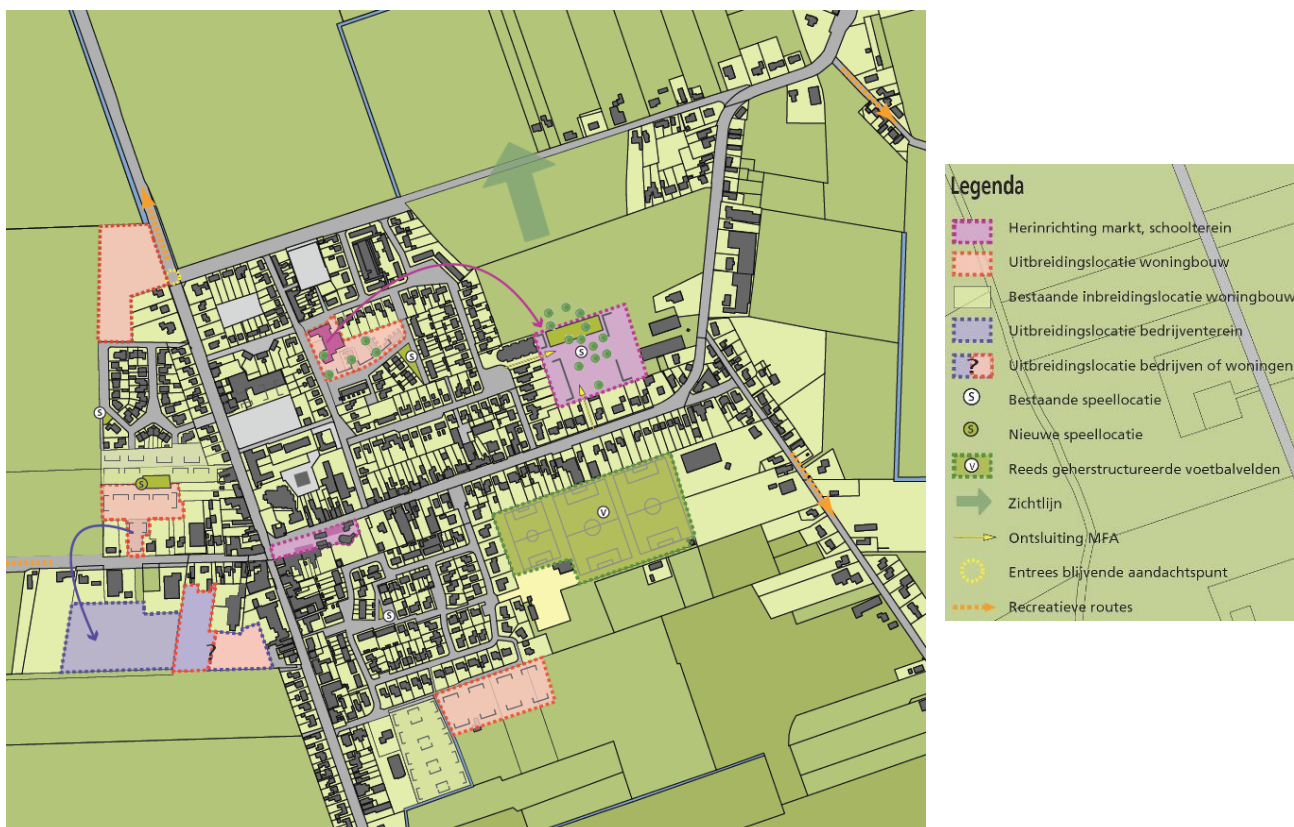 S
S
S
S
V
S
?
Legenda
Herinrichting markt, schoolterein
Uitbreidingslocatie woningbouw
Bestaande inbreidingslocatie woningbouw
Uitbreidingslocatie bedrijventerein
? Uitbreidingslocatie bedrijven of woningen
S Bestaande speellocatie
S Nieuwe speellocatie
V Reeds geherstructureerde voetbalvelden
Zichtlijn
Ontsluiting MFA
Entrees blijvende aandachtspunt
Recreatieve routes